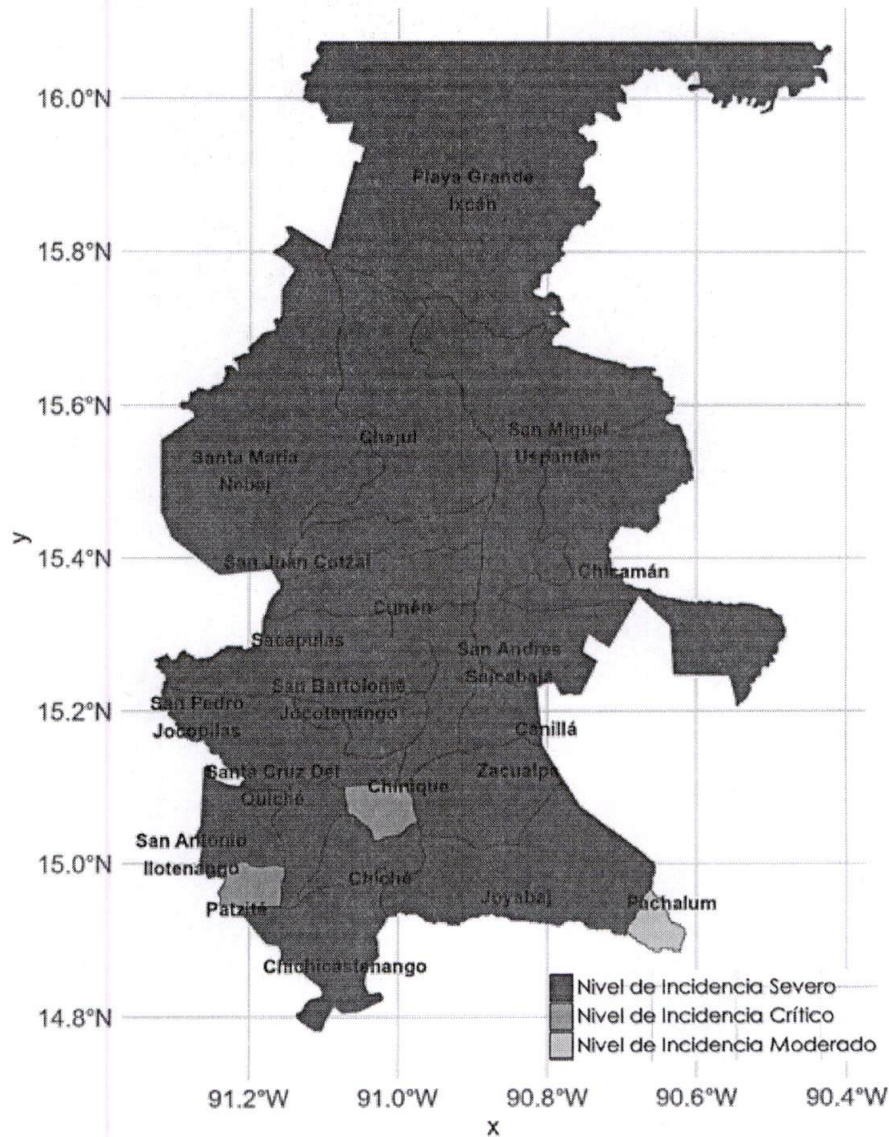 16.0°N
Playa Grande
Ixcán
15.8°N
15.6°N
Chajul
San Miguel
Uspantán
Santa María
Nebaj
y
15.4°N
San Juan Cotzal
Chicamán
Cunén
Sacapulas
San Andres
Sajcabajá
San Bartolomé
Jocotenango
15.2°N
San Pedro
Jocopilas
Canillá
Santa Cruz Del
Quiché
Chinique
Zacualpa
San Antonio
Ilotenango
15.0°N
Chiché
Patzité
Joyabaj
Pachalum
Chichicastenango
14.8°N
Nivel de Incidencia Severo
Nivel de Incidencia Crítico
Nivel de Incidencia Moderado
91.2°W 91.0°W 90.8°W 90.6°W 90.4°W
x